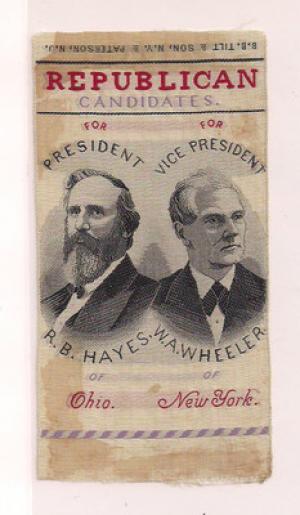 B.B. TILT & SON, N.Y. & PATERSON, N.J.
REPUBLICAN
CANDIDATES.
FOR FOR
PRESIDENT VICE PRESIDENT
R. B. HAYES. W. A. WHEELER
OF OF
Ohio. New York.